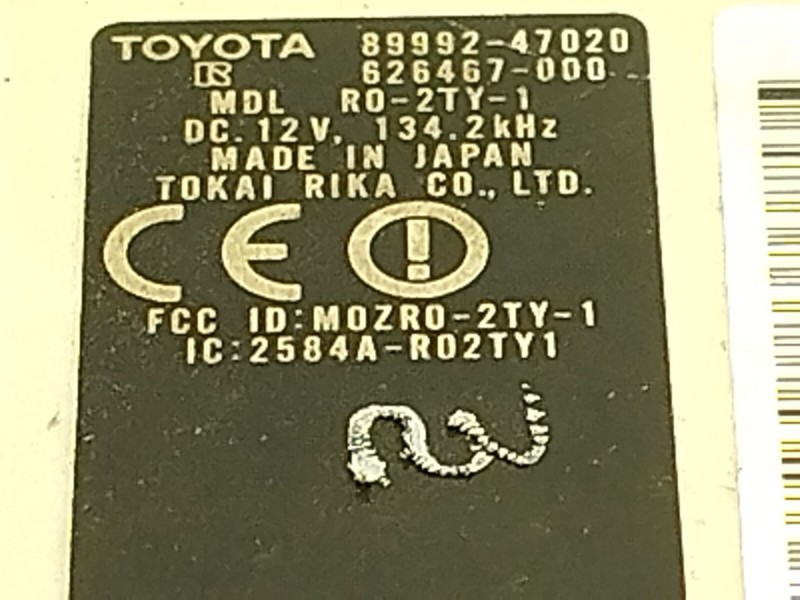 TOYOTA 89992-47020
R 626467-000
MDL RO-2TY-1
DC.12V, 134.2kHz
MADE IN JAPAN
TOKAI RIKA CO., LTD.
CE
FCC ID:MOZRO-2TY-1
IC:2584A-RO2TY1